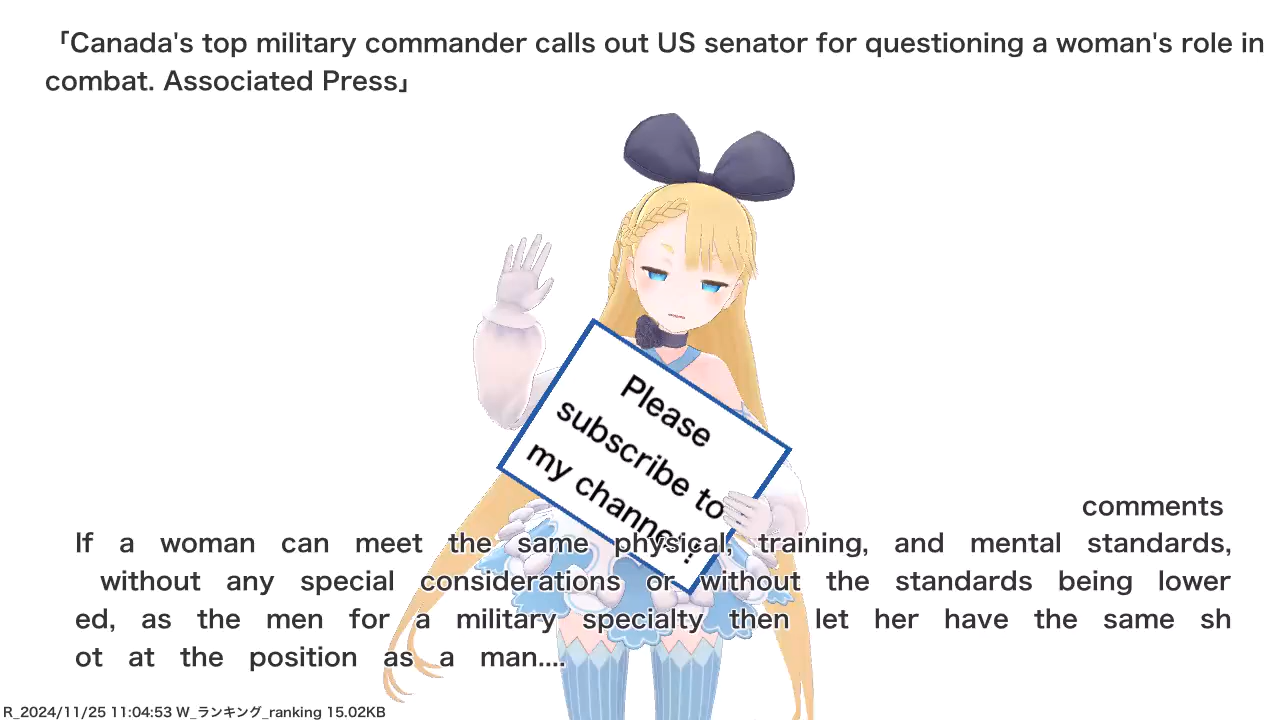 「Canada's top military commander calls out US senator for questioning a woman's role in
combat. Associated Press」
Please
subscribe to
my channel!
comments
If a woman can meet the same physical, training, and mental standards,
without any special considerations or without the standards being lower
ed, as the men for a military specialty then let her have the same sh
ot at the position as a man....
R_2024/11/25 11:04:53 W_ランキング_ranking 15.02KB